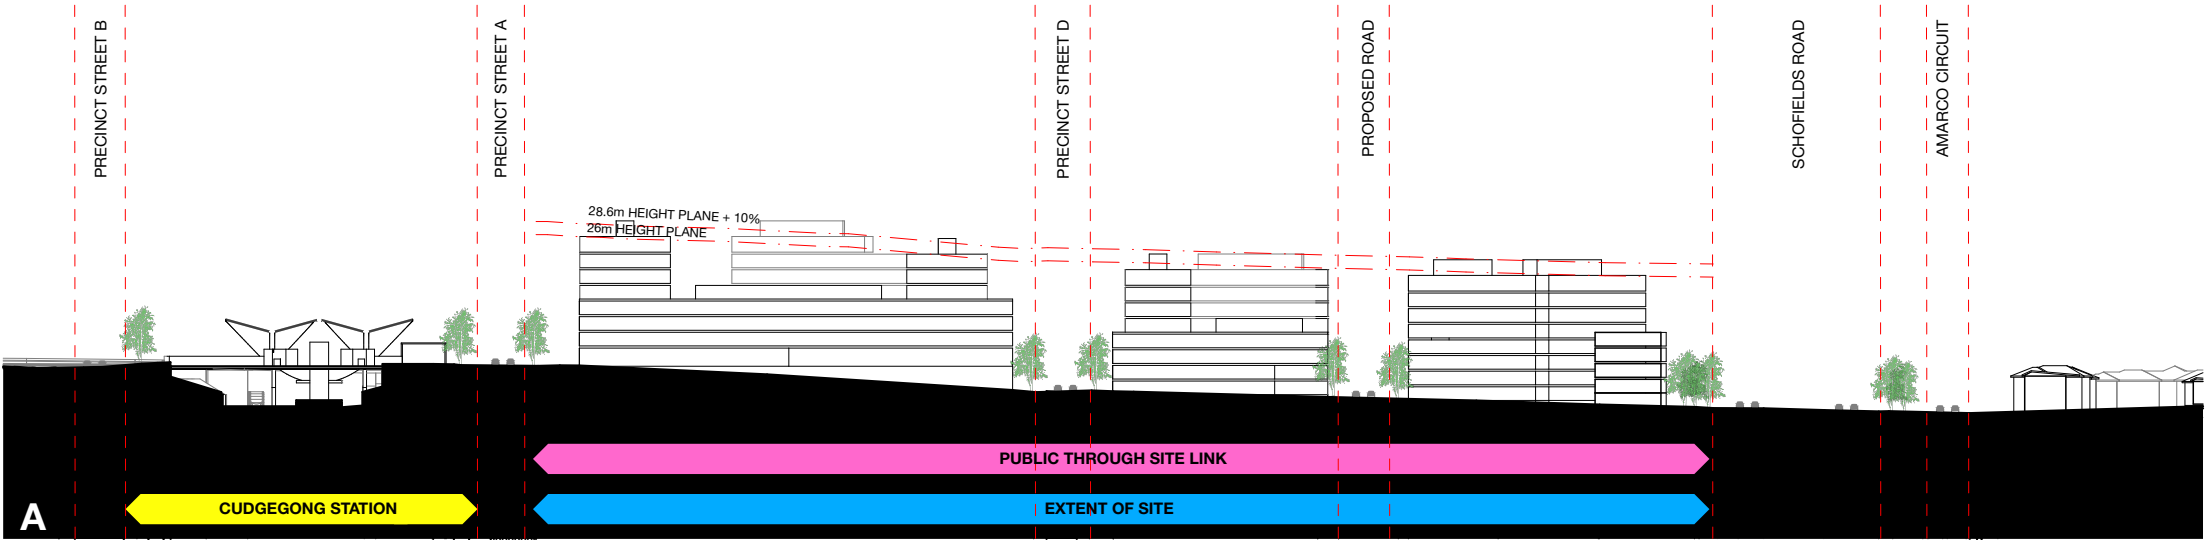 PRECINCT STREET B
PRECINCT STREET A
PRECINCT STREET D
PROPOSED ROAD
SCHOFIELDS ROAD
AMARCO CIRCUIT
28.6m HEIGHT PLANE + 10%
26m HEIGHT PLANE
PUBLIC THROUGH SITE LINK
CUDGEGONG STATION
EXTENT OF SITE
A